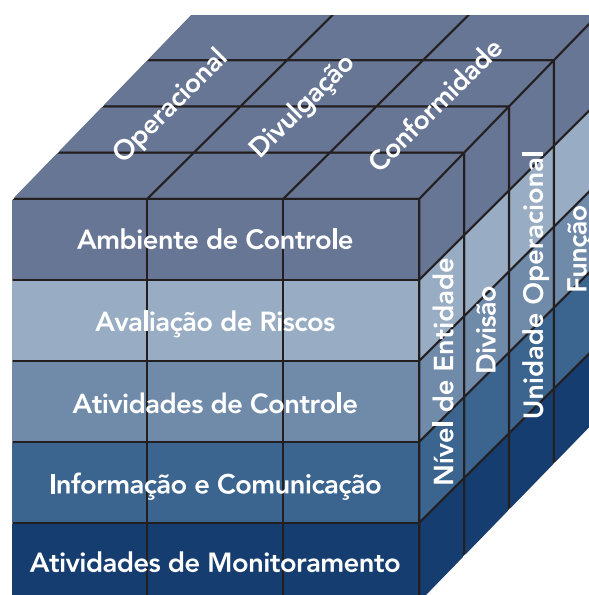 Operacional
Divulgação
Conformidade
Ambiente de Controle
Avaliação de Riscos
Atividades de Controle
Informação e Comunicação
Atividades de Monitoramento
Nível de Entidade
Divisão
Unidade Operacional
Função